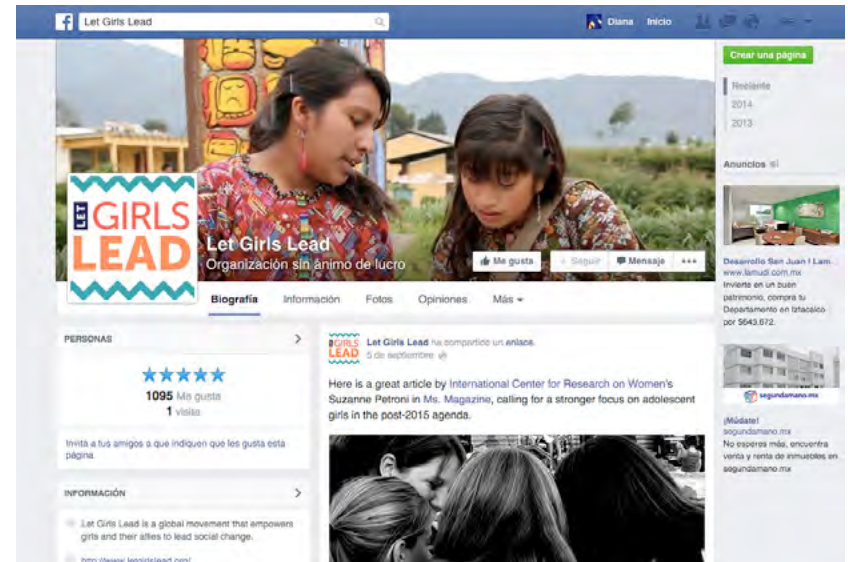 Let Girls Lead
Diana Inicio
Crear una página
Reciente
2014
2013
Anuncios
LET GIRLS LEAD
Let Girls Lead
Organización sin ánimo de lucro
Me gusta
+ Seguir
Mensaje
Biografía Información Fotos Opiniones Más
PERSONAS
1095 Me gusta
1 visita
Invita a tus amigos a que indiquen que les gusta esta
página
INFORMACIÓN
Let Girls Lead is a global movement that empowers
girls and their allies to lead social change.
http://www.letgirlslead.org/
LET GIRLS LEAD
Let Girls Lead ha compartido un enlace.
5 de septiembre
Here is a great article by International Center for Research on Women's
Suzanne Petroni in Ms. Magazine, calling for a stronger focus on adolescent
girls in the post-2015 agenda.
Desarrollo San Juan I Lam...
www.lamudi.com.mx
Invierte en un buen
patrimonio, compra tu
Departamento en Iztacalco
por $643,672.
segundamano.mx
¡Múdate!
segundamano.mx
No esperes más, encuentra
venta y renta de inmuebles en
segundamano.mx